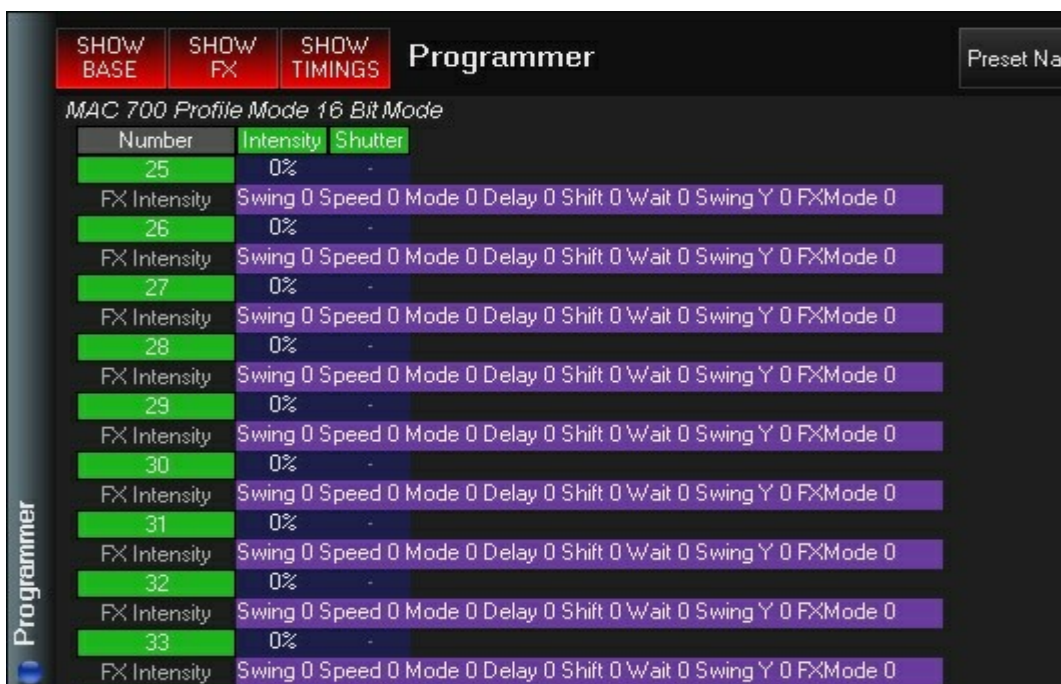 SHOW BASE SHOW FX SHOW TIMINGS Programmer Preset Na
MAC 700 Profile Mode 16 Bit Mode
Number Intensity Shutter
25 0% -
FX Intensity Swing 0 Speed 0 Mode 0 Delay 0 Shift 0 Wait 0 Swing Y 0 FXMode 0
26 0% -
FX Intensity Swing 0 Speed 0 Mode 0 Delay 0 Shift 0 Wait 0 Swing Y 0 FXMode 0
27 0% -
FX Intensity Swing 0 Speed 0 Mode 0 Delay 0 Shift 0 Wait 0 Swing Y 0 FXMode 0
28 0% -
FX Intensity Swing 0 Speed 0 Mode 0 Delay 0 Shift 0 Wait 0 Swing Y 0 FXMode 0
29 0% -
FX Intensity Swing 0 Speed 0 Mode 0 Delay 0 Shift 0 Wait 0 Swing Y 0 FXMode 0
30 0% -
FX Intensity Swing 0 Speed 0 Mode 0 Delay 0 Shift 0 Wait 0 Swing Y 0 FXMode 0
31 0% -
FX Intensity Swing 0 Speed 0 Mode 0 Delay 0 Shift 0 Wait 0 Swing Y 0 FXMode 0
32 0% -
FX Intensity Swing 0 Speed 0 Mode 0 Delay 0 Shift 0 Wait 0 Swing Y 0 FXMode 0
33 0% -
FX Intensity Swing 0 Speed 0 Mode 0 Delay 0 Shift 0 Wait 0 Swing Y 0 FXMode 0
Programmer